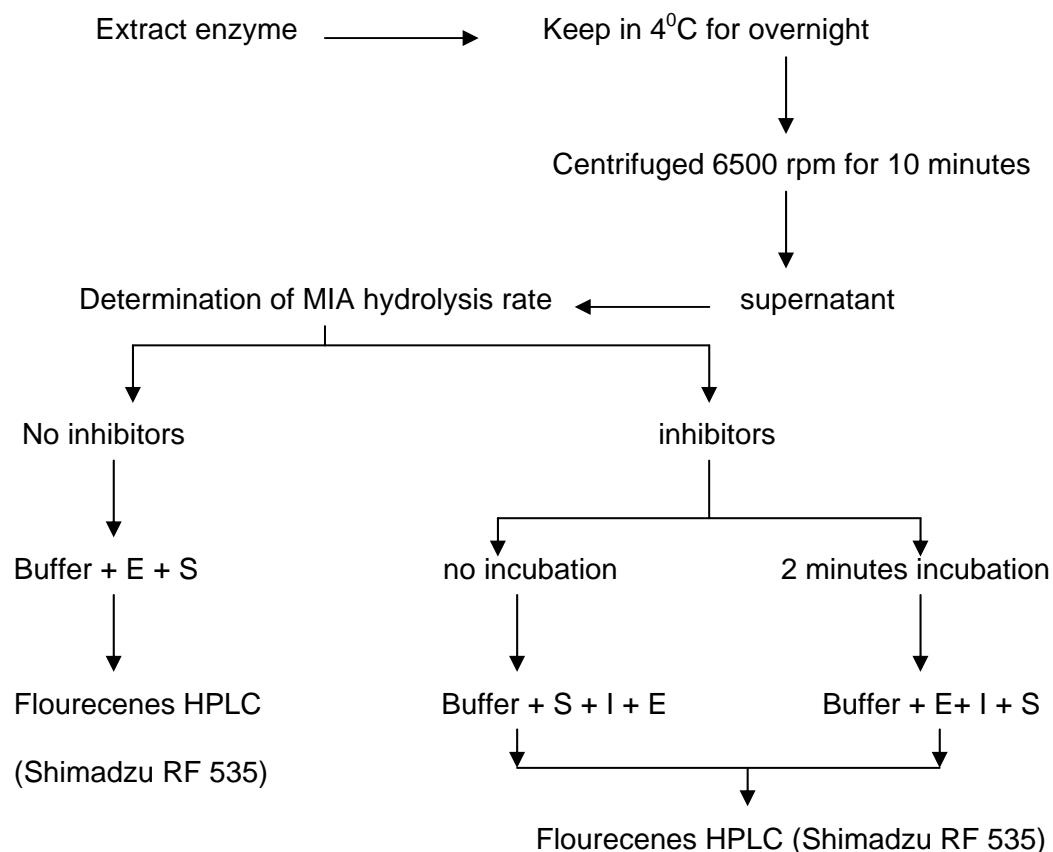 Extract enzyme
Keep in 4⁰C for overnight
Centrifuged 6500 rpm for 10 minutes
Determination of MIA hydrolysis rate
supernatant
No inhibitors
inhibitors
Buffer + E + S
no incubation
2 minutes incubation
Flourecenes HPLC
(Shimadzu RF 535)
Buffer + S + I + E
Buffer + E+ I + S
Flourecenes HPLC (Shimadzu RF 535)